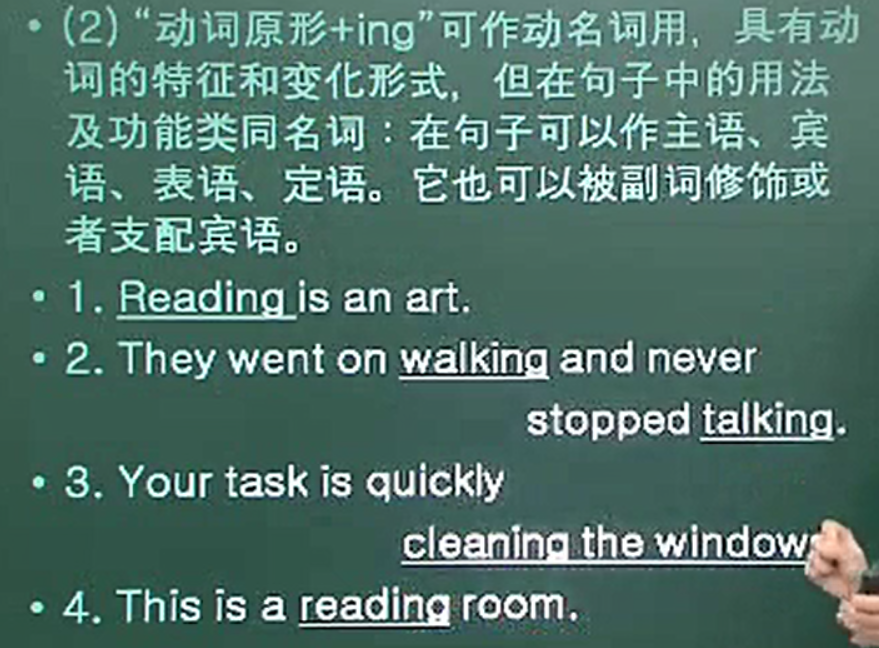 • (2)“动词原形+ing”可作动名词用，具有动
词的特征和变化形式，但在句子中的用法
及功能类同名词：在句子可以作主语、宾
语、表语、定语。它也可以被副词修饰或
者支配宾语。
• 1. Reading is an art.
• 2. They went on walking and never
stopped talking.
• 3. Your task is quickly
cleaning the window
• 4. This is a reading room.